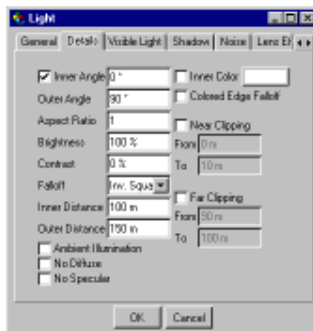 Light
General Details Visible Light Shadow Noise Lens Ef
Inner Angle 0 ° Inner Color
Outer Angle 90 ° Colored Edge Falloff
Aspect Ratio 1 Near Clipping
Brightness 100 % From 0 m
Contrast 0 % To 10 m
Falloff Inv. Squa Far Clipping
Inner Distance 100 m From 90 m
Outer Distance 150 m To 100 m
Ambient Illumination
No Diffuse
No Specular
OK Cancel